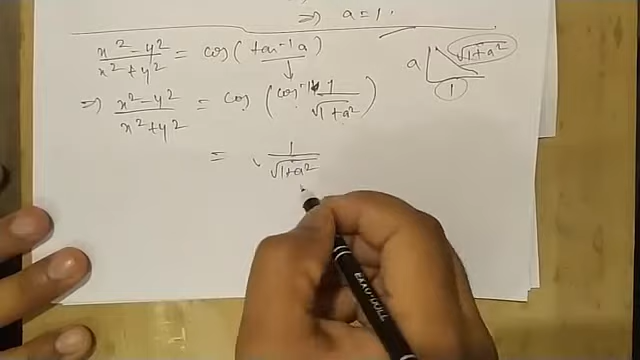 ⇒ a = 1.
x² - y² / x² + y² = cos (tan⁻¹ a)
a √1+a² 1
⇒ x² - y² / x² + y² = cos (cos⁻¹ 1 / √1+a²)
= 1 / √1+a²